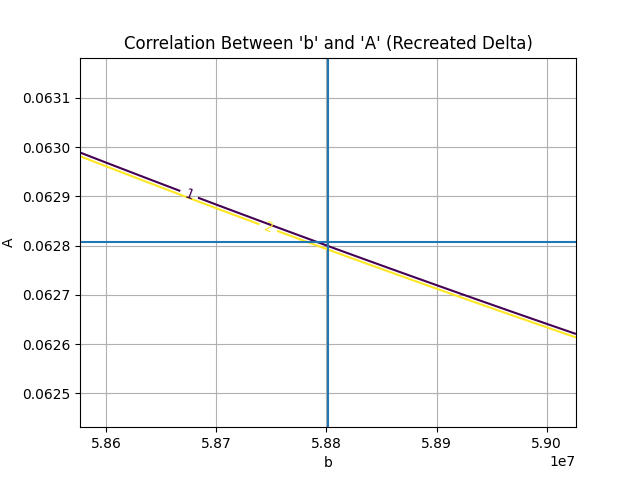 Correlation Between 'b' and 'A' (Recreated Delta)
0.0631
0.0630
0.0629
0.0628
0.0627
0.0626
0.0625
A
1
2
5.86 5.87 5.88 5.89 5.90
1e7
b